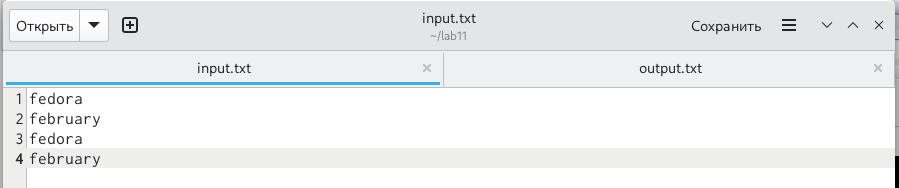 Открыть
input.txt
~/lab11
Сохранить
input.txt
output.txt
1 fedora
2 february
3 fedora
4 february